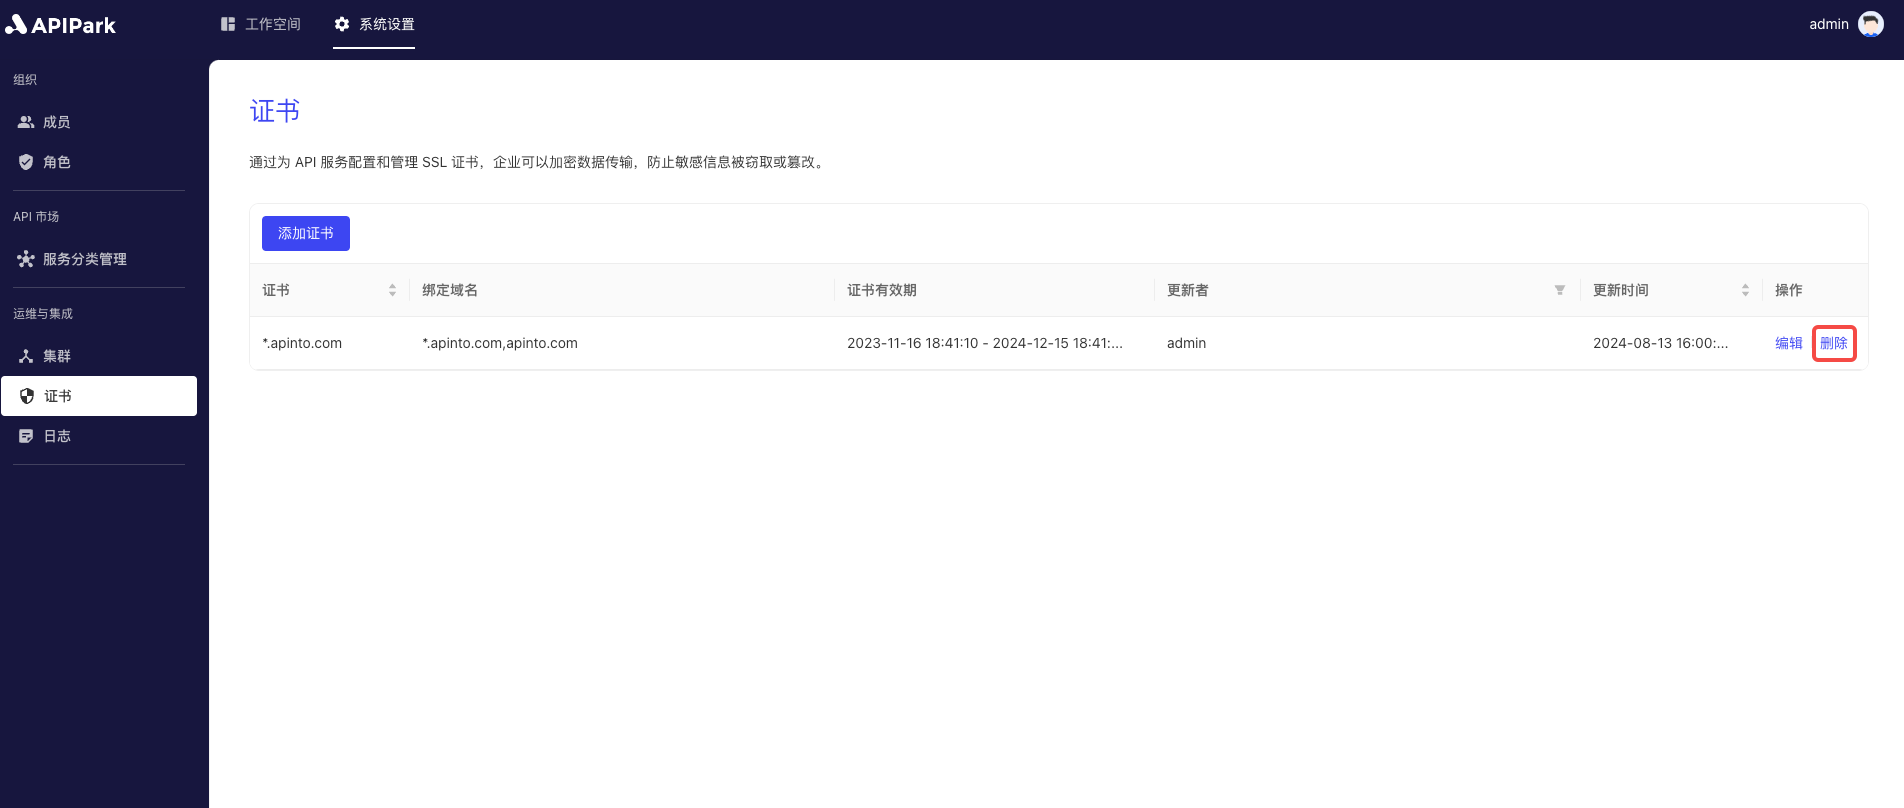 APIPark
工作空间
系统设置
admin
组织
成员
角色
API 市场
服务分类管理
运维与集成
集群
证书
日志
证书
通过为 API 服务配置和管理 SSL 证书，企业可以加密数据传输，防止敏感信息被窃取或篡改。
添加证书
证书 绑定域名 证书有效期 更新者 更新时间 操作
*.apinto.com *.apinto.com,apinto.com 2023-11-16 18:41:10 - 2024-12-15 18:41:... admin 2024-08-13 16:00:... 编辑 删除